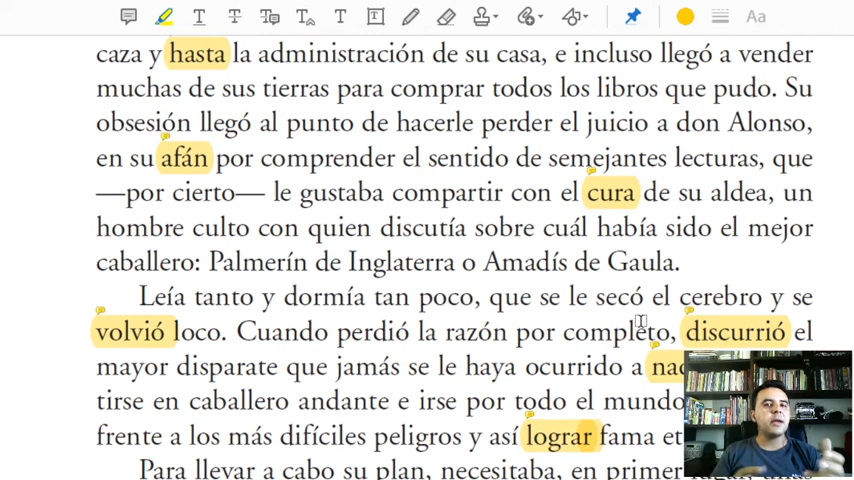 Aa
caza y hasta la administración de su casa, e incluso llegó a vender
muchas de sus tierras para comprar todos los libros que pudo. Su
obsesión llegó al punto de hacerle perder el juicio a don Alonso,
en su afán por comprender el sentido de semejantes lecturas, que
—por cierto— le gustaba compartir con el cura de su aldea, un
hombre culto con quien discutía sobre cuál había sido el mejor
caballero: Palmerín de Inglaterra o Amadís de Gaula.
Leía tanto y dormía tan poco, que se le secó el cerebro y se
volvió loco. Cuando perdió la razón por completo, discurrió el
mayor disparate que jamás se le haya ocurrido a nad
tirse en caballero andante e irse por todo el mundo
frente a los más difíciles peligros y así lograr fama et
Para llevar a cabo su plan, necesitaba, en primer lugar, unas